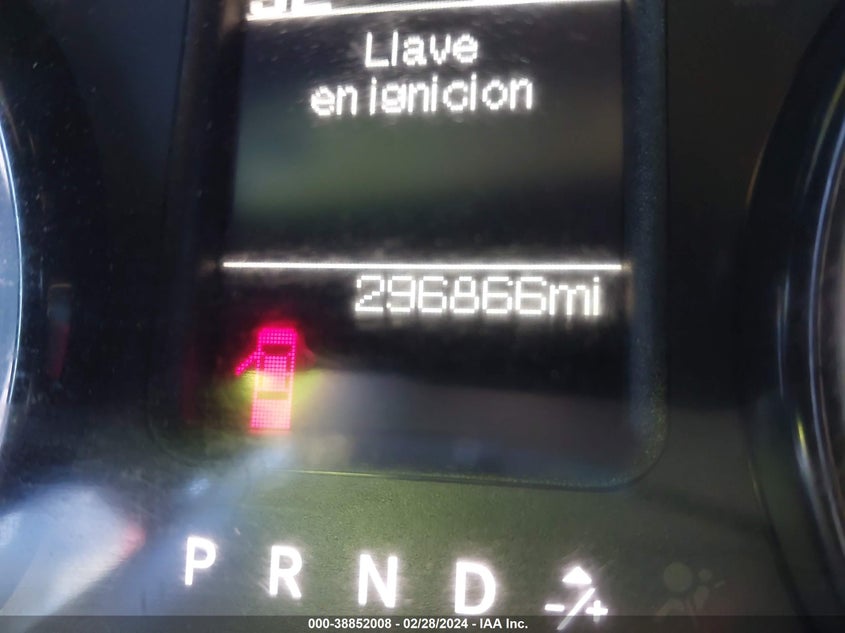 Llave
en ignicion
296866mi
P R N D -/+
000-38852008 - 02/28/2024 - IAA Inc.